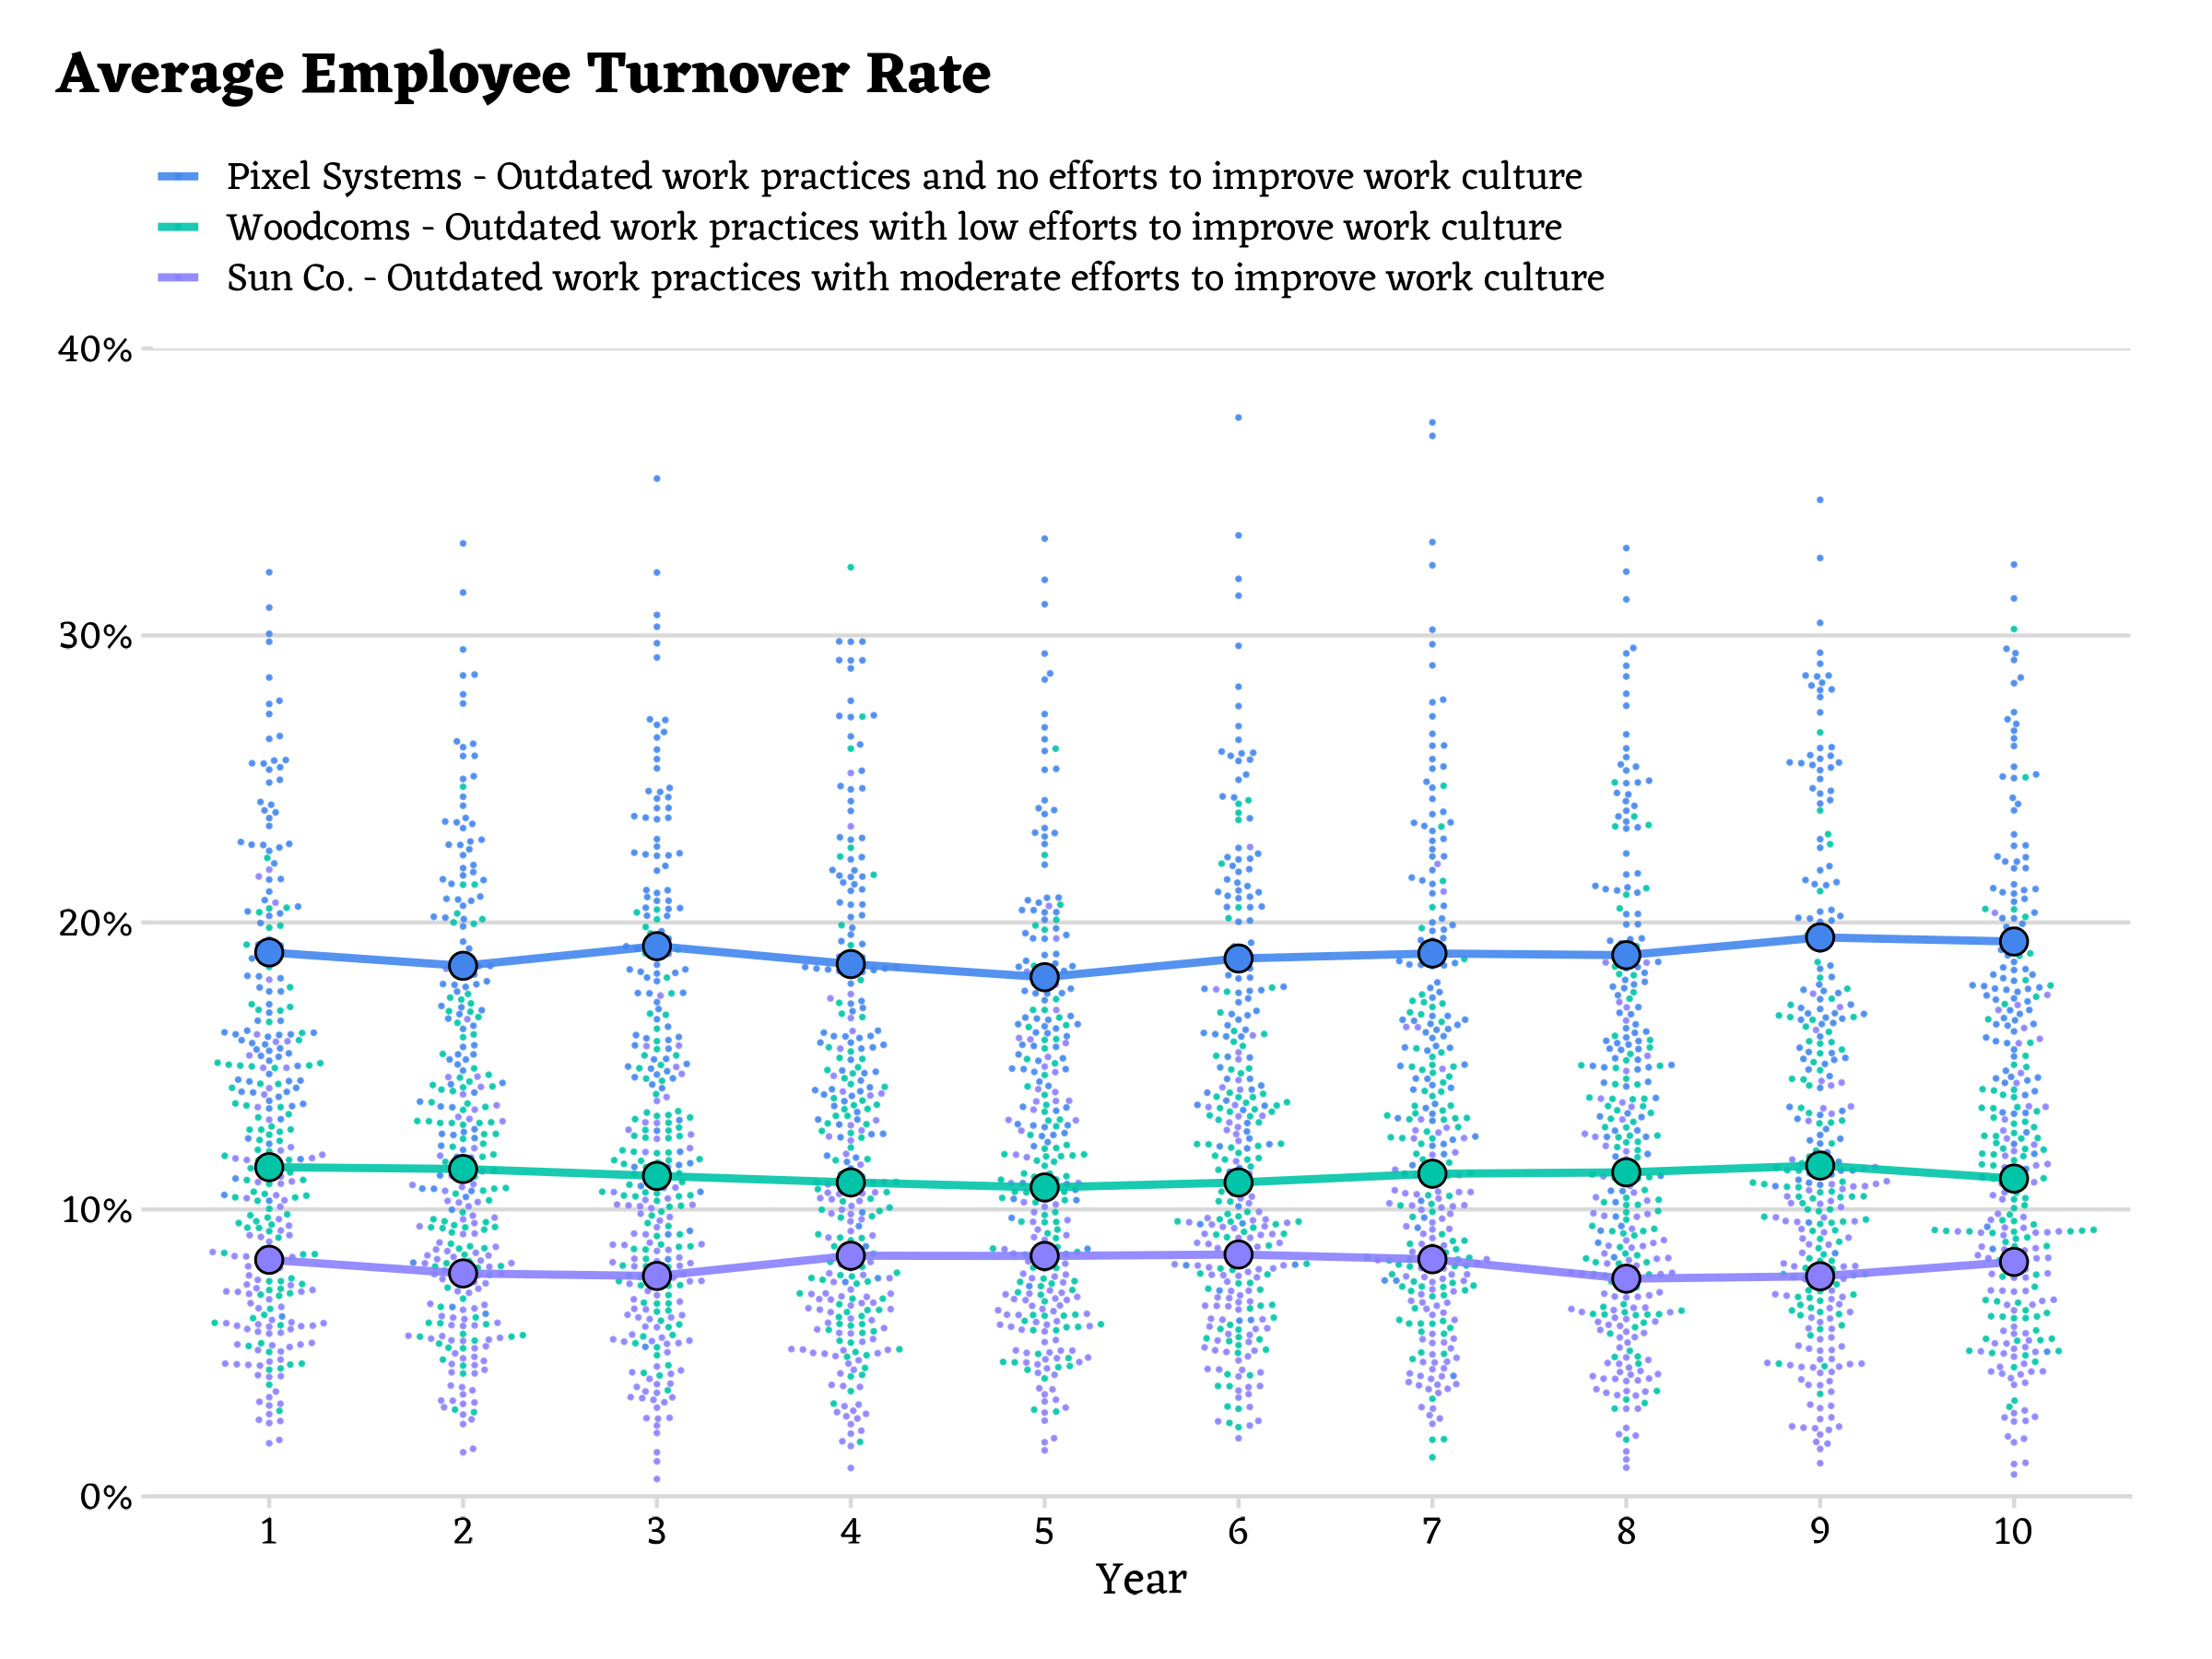 Average Employee Turnover Rate
Pixel Systems - Outdated work practices and no efforts to improve work culture
Woodcoms - Outdated work practices with low efforts to improve work culture
Sun Co. - Outdated work practices with moderate efforts to improve work culture
40%
30%
20%
10%
0%
1 2 3 4 5 6 7 8 9 10
Year